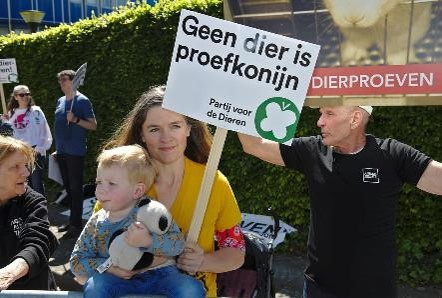 Geen dier is
proefkonijn
Partij voor
de Dieren
DIERPROEVEN